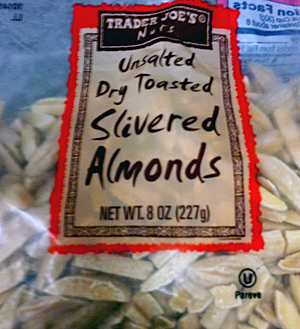 TRADER JOE'S®
Nuts
Unsalted
Dry Toasted
Slivered
Almonds
NET WT. 8 OZ (227g)
U
Pareve